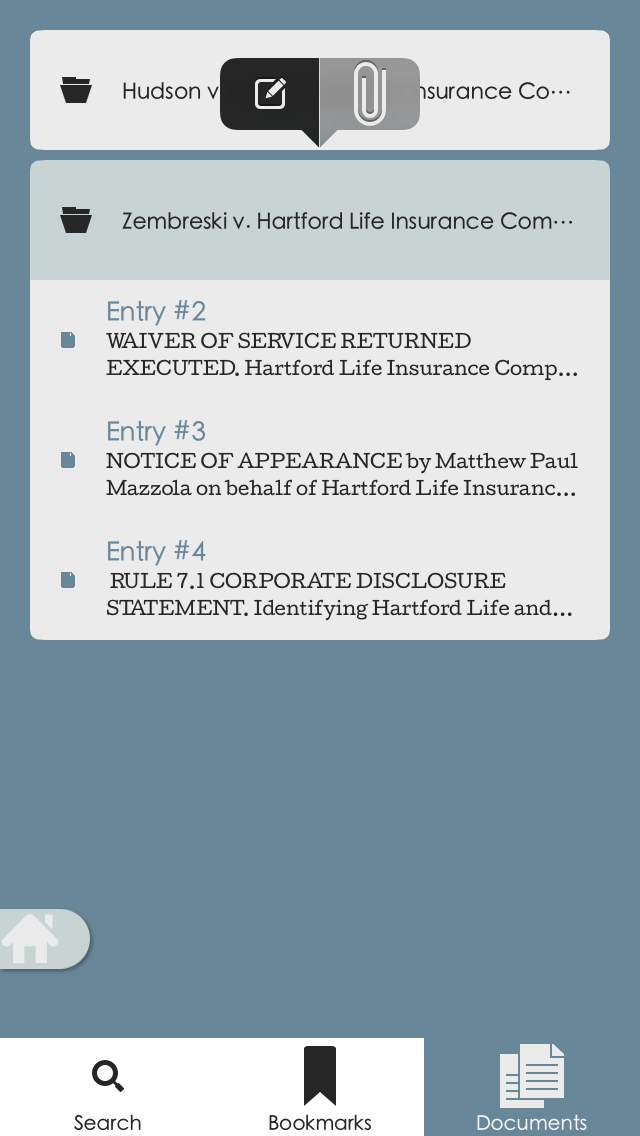 Hudson v nsurance Co···
Zembreski v. Hartford Life Insurance Com···
Entry #2
WAIVER OF SERVICE RETURNED
EXECUTED. Hartford Life Insurance Comp...
Entry #3
NOTICE OF APPEARANCE by Matthew Paul
Mazzola on behalf of Hartford Life Insuranc...
Entry #4
RULE 7.1 CORPORATE DISCLOSURE
STATEMENT. Identifying Hartford Life and...
Search Bookmarks Documents